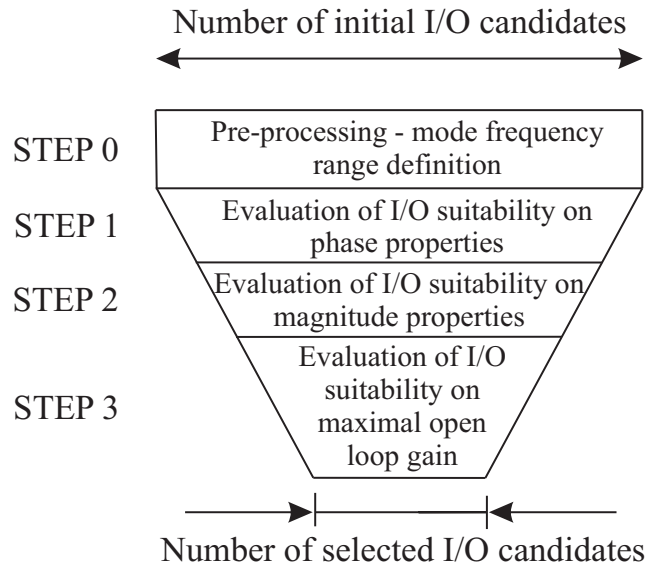 Number of initial I/O candidates
STEP 0
Pre-processing - mode frequency
range definition
STEP 1
Evaluation of I/O suitability on
phase properties
STEP 2
Evaluation of I/O suitability on
magnitude properties
STEP 3
Evaluation of I/O
suitability on
maximal open
loop gain
Number of selected I/O candidates